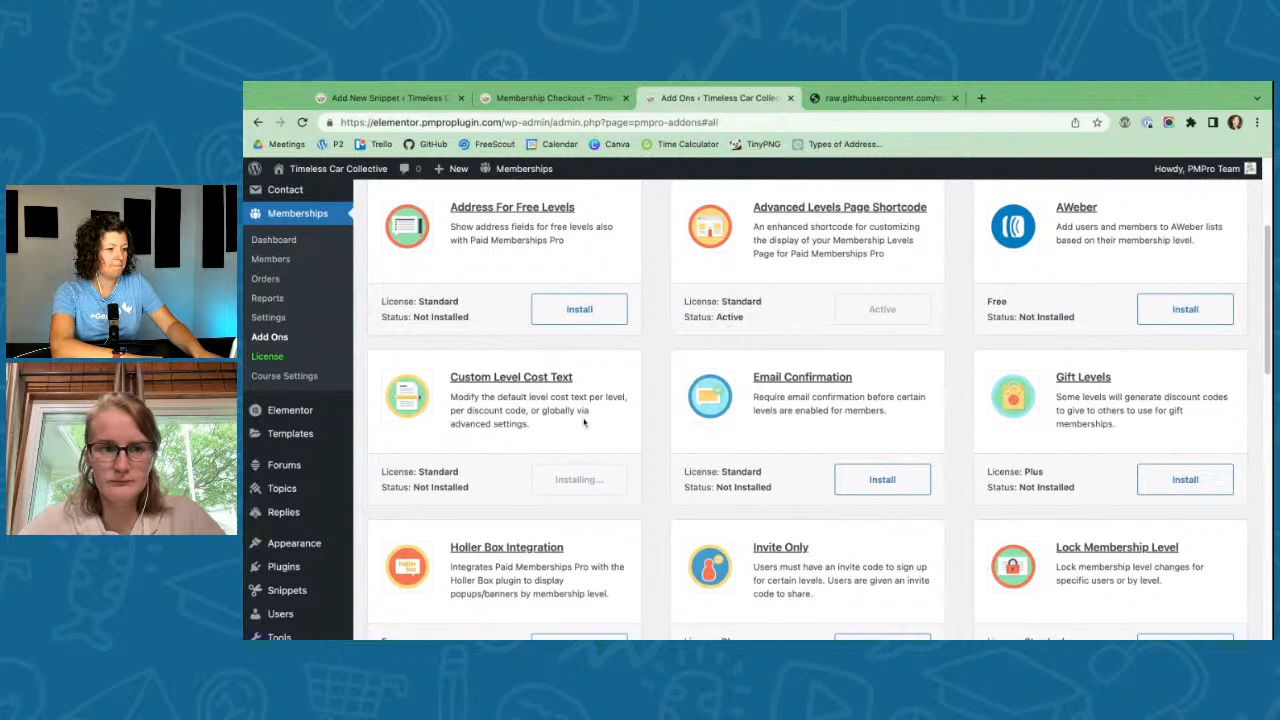 Add New Snippet ‹ Timeless C
Membership Checkout – Time
Add Ons ‹ Timeless Car Collec
raw.githubusercontent.com/s
https://elementor.pmproplugin.com/wp-admin/admin.php?page=pmpro-addons#all
Meetings
P2
Trello
GitHub
FreeScout
Calendar
Canva
Time Calculator
TinyPNG
Types of Address...
Timeless Car Collective
0
New
Memberships
Howdy, PMPro Team
Contact
Memberships
Dashboard
Members
Orders
Reports
Settings
Add Ons
License
Course Settings
Elementor
Templates
Forums
Topics
Replies
Appearance
Plugins
Snippets
Users
Tools
Address For Free Levels
Show address fields for free levels also
with Paid Memberships Pro
License: Standard
Status: Not Installed
Install
Advanced Levels Page Shortcode
An enhanced shortcode for customizing
the display of your Membership Levels
Page for Paid Memberships Pro
License: Standard
Status: Active
Active
AWeber
Add users and members to AWeber lists
based on their membership level.
Free
Status: Not Installed
Install
Custom Level Cost Text
Modify the default level cost text per level,
per discount code, or globally via
advanced settings.
License: Standard
Status: Not Installed
Installing...
Email Confirmation
Require email confirmation before certain
levels are enabled for members.
License: Standard
Status: Not Installed
Install
Gift Levels
Some levels will generate discount codes
to give to others to use for gift
memberships.
License: Plus
Status: Not Installed
Install
Holler Box Integration
Integrates Paid Memberships Pro with the
Holler Box plugin to display
popups/banners by membership level.
Invite Only
Users must have an invite code to sign up
for certain levels. Users are given an invite
code to share.
Lock Membership Level
Lock membership level changes for
specific users or by level.